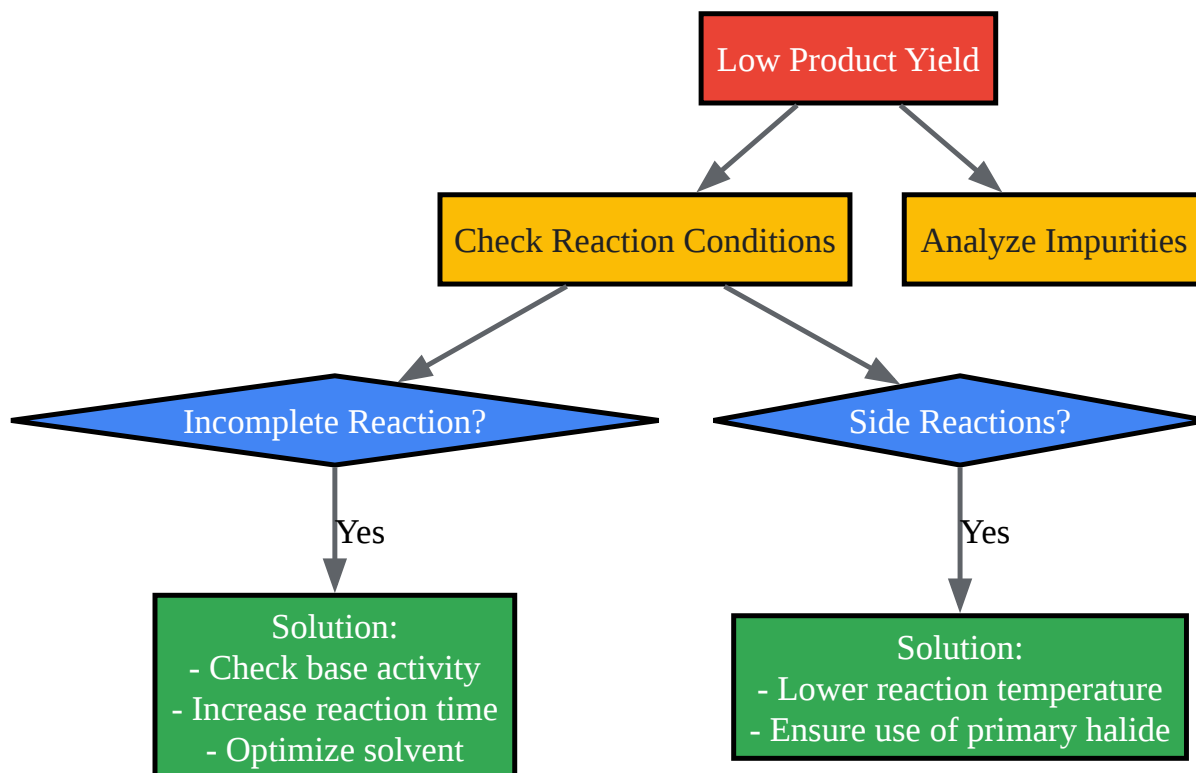 Low Product Yield
Check Reaction Conditions
Analyze Impurities
Incomplete Reaction?
Side Reactions?
Yes
Yes
Solution:
- Check base activity
- Increase reaction time
- Optimize solvent
Solution:
- Lower reaction temperature
- Ensure use of primary halide